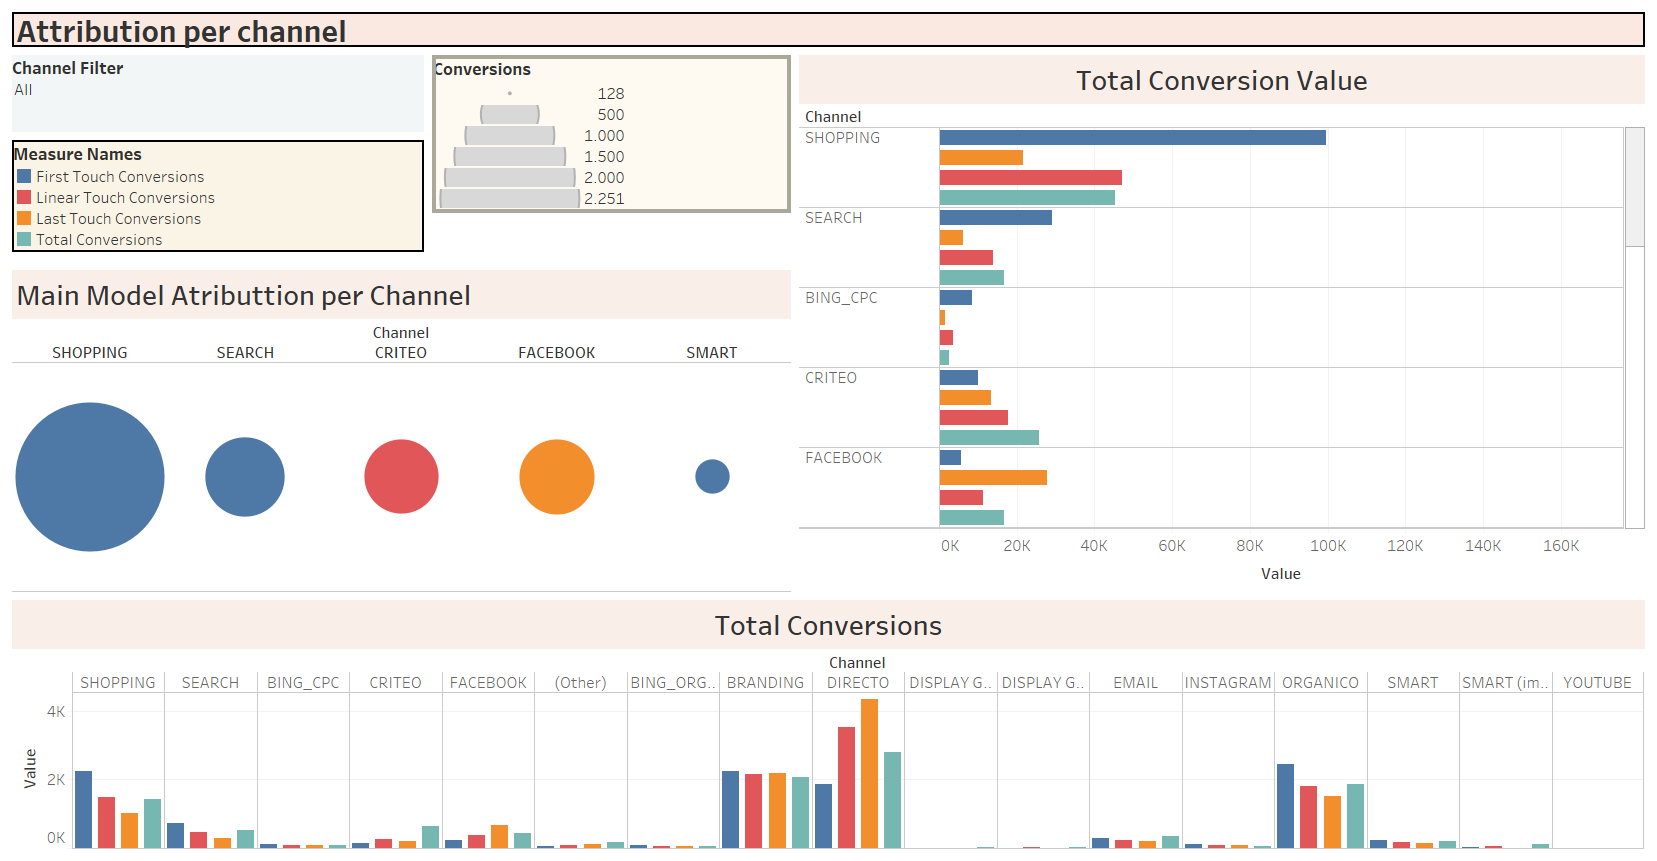 Attribution per channel
Channel Filter
All
Measure Names
First Touch Conversions
Linear Touch Conversions
Last Touch Conversions
Total Conversions
Conversions
128
500
1.000
1.500
2.000
2.251
Total Conversion Value
Channel
SHOPPING
SEARCH
BING_CPC
CRITEO
FACEBOOK
0K 20K 40K 60K 80K 100K 120K 140K 160K
Value
Main Model Atributtion per Channel
Channel
SHOPPING SEARCH CRITEO FACEBOOK SMART
Total Conversions
Channel
SHOPPING SEARCH BING_CPC CRITEO FACEBOOK (Other) BING_ORG.. BRANDING DIRECTO DISPLAY G.. DISPLAY G.. EMAIL INSTAGRAM ORGANICO SMART SMART (im.. YOUTUBE
4K
2K
0K
Value